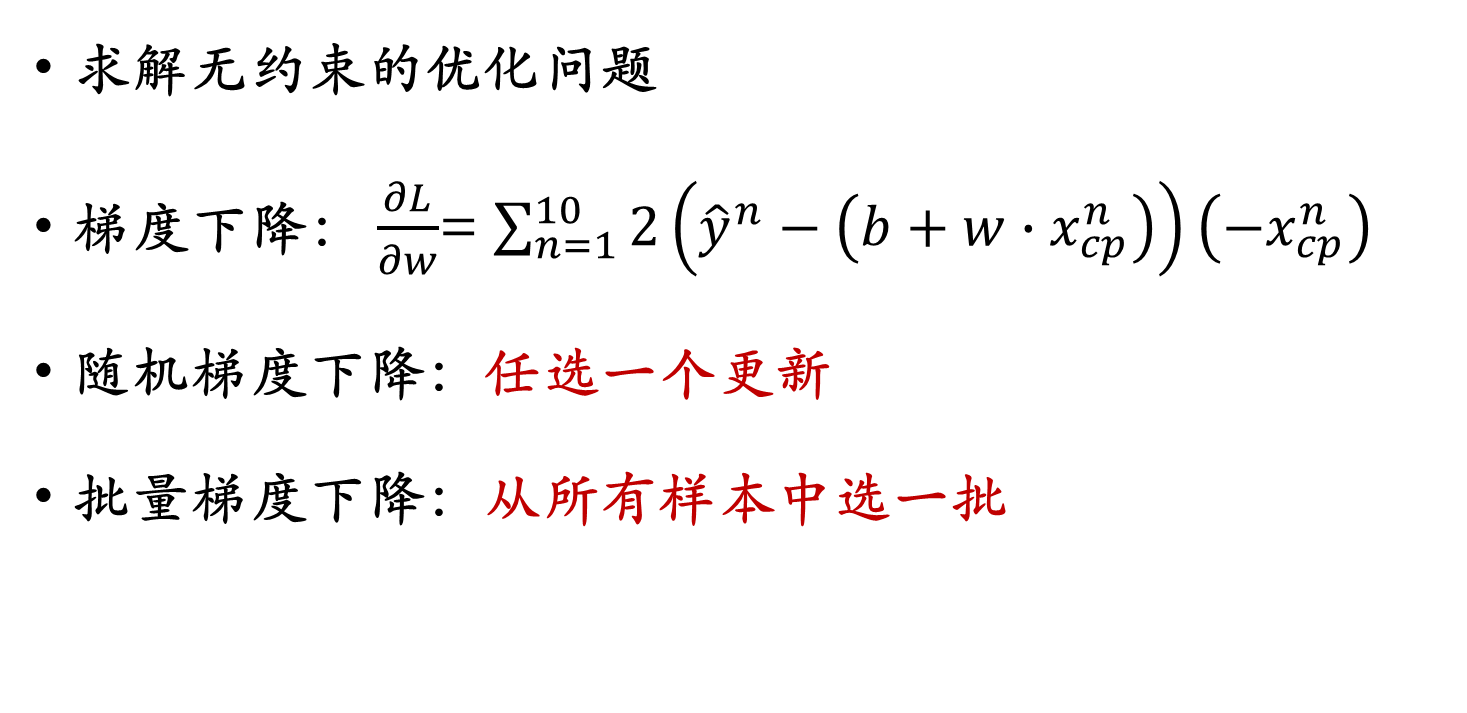 • 求解无约束的优化问题
• 梯度下降： ∂L/∂w = ∑_{n=1}^{10} 2(ŷ^n − (b + w · x_{cp}^n))(−x_{cp}^n)
• 随机梯度下降：任选一个更新
• 批量梯度下降：从所有样本中选一批